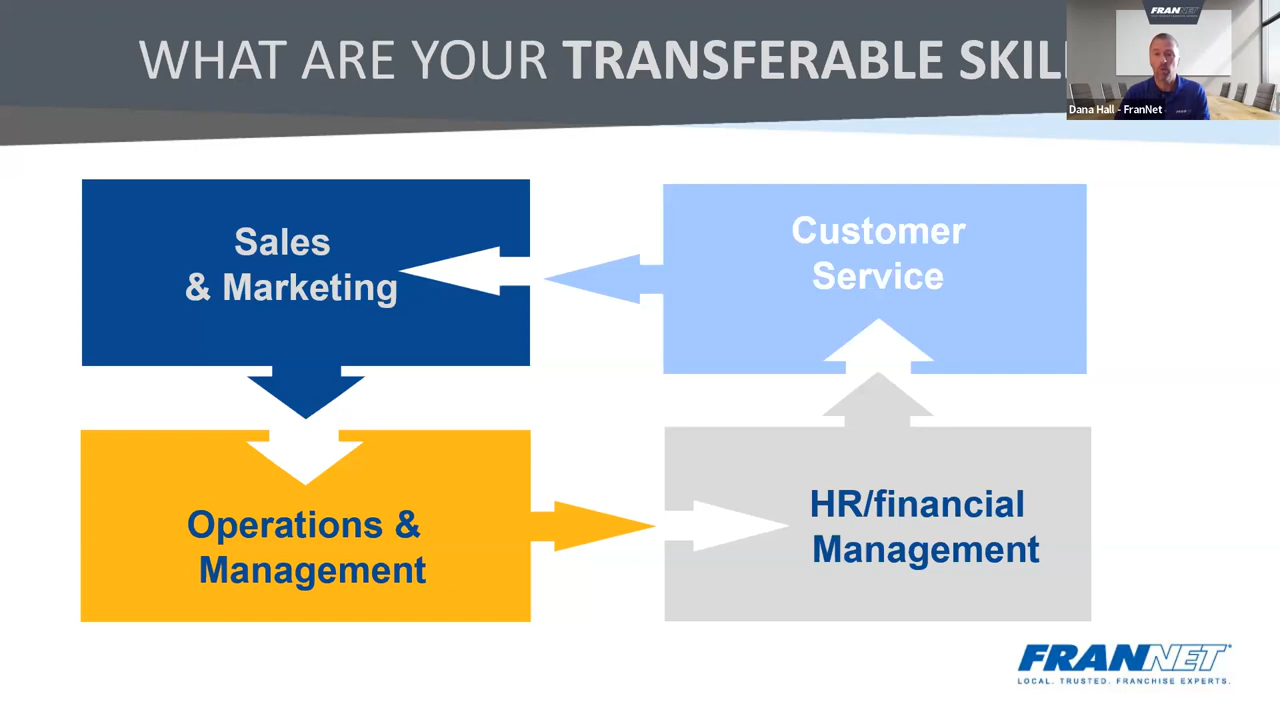 WHAT ARE YOUR TRANSFERABLE SKIL
FRANNET
Dana Hall - FranNet
Sales
& Marketing
Customer
Service
Operations &
Management
HR/financial
Management
FRANNET
LOCAL. TRUSTED. FRANCHISE EXPERTS.